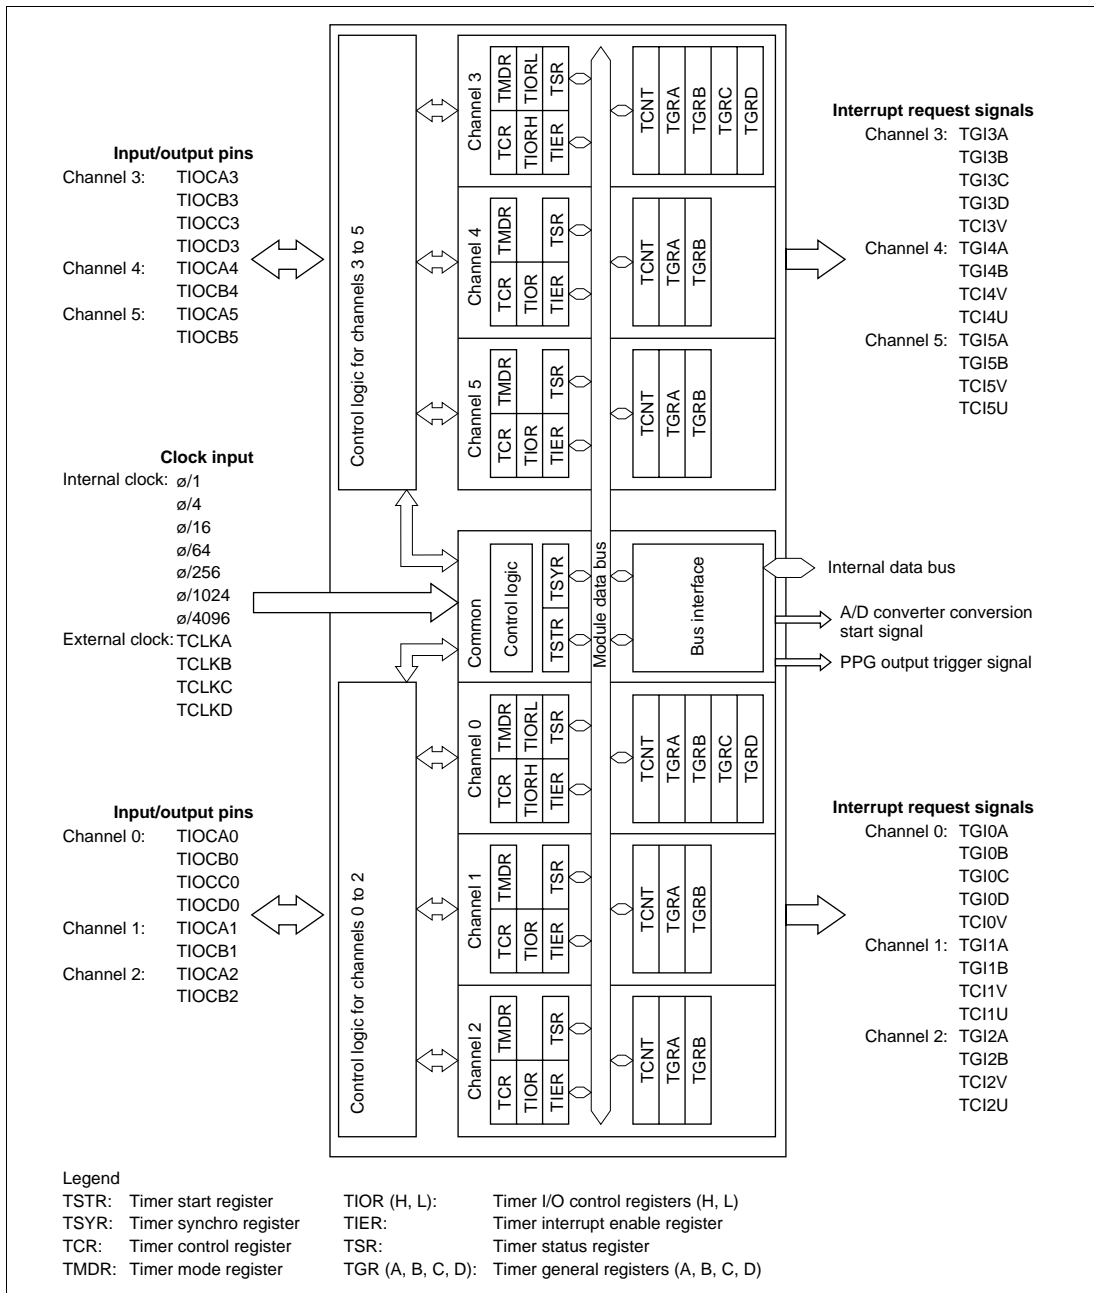 Input/output pins
Channel 3: TIOCA3
TIOCB3
TIOCC3
TIOCD3
Channel 4: TIOCA4
TIOCB4
Channel 5: TIOCA5
TIOCB5
Clock input
Internal clock: ø/1
ø/4
ø/16
ø/64
ø/256
ø/1024
ø/4096
External clock: TCLKA
TCLKB
TCLKC
TCLKD
Input/output pins
Channel 0: TIOCA0
TIOCB0
TIOCC0
TIOCD0
Channel 1: TIOCA1
TIOCB1
Channel 2: TIOCA2
TIOCB2
Control logic for channels 3 to 5
Control logic for channels 0 to 2
Channel 3
TMDR TIORL TSR
TCR TIORH TIER
TCNT TGRA TGRB TGRC TGRD
Channel 4
TMDR TSR
TCR TIOR TIER
TCNT TGRA TGRB
Channel 5
TMDR TSR
TCR TIOR TIER
TCNT TGRA TGRB
Common
Control logic
TSTR TSYR
Module data bus
Bus interface
Channel 0
TMDR TIORL TSR
TCR TIORH TIER
TCNT TGRA TGRB TGRC TGRD
Channel 1
TMDR TSR
TCR TIOR TIER
TCNT TGRA TGRB
Channel 2
TMDR TSR
TCR TIOR TIER
TCNT TGRA TGRB
Interrupt request signals
Channel 3: TGI3A
TGI3B
TGI3C
TGI3D
TCI3V
Channel 4: TGI4A
TGI4B
TCI4V
TCI4U
Channel 5: TGI5A
TGI5B
TCI5V
TCI5U
Internal data bus
A/D converter conversion
start signal
PPG output trigger signal
Interrupt request signals
Channel 0: TGI0A
TGI0B
TGI0C
TGI0D
TCI0V
Channel 1: TGI1A
TGI1B
TCI1V
TCI1U
Channel 2: TGI2A
TGI2B
TCI2V
TCI2U
Legend
TSTR: Timer start register TIOR (H, L): Timer I/O control registers (H, L)
TSYR: Timer synchro register TIER: Timer interrupt enable register
TCR: Timer control register TSR: Timer status register
TMDR: Timer mode register TGR (A, B, C, D): Timer general registers (A, B, C, D)